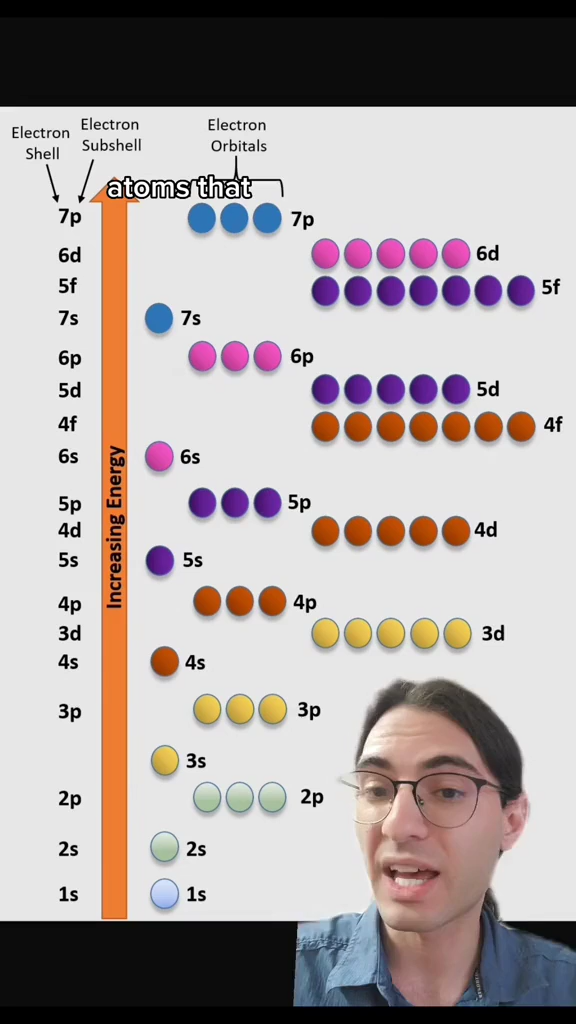 Electron
Shell
Electron
Subshell
Electron
Orbitals
atoms that
7p
7p
6d
6d
5f
5f
7s
7s
6p
6p
5d
5d
4f
4f
6s
6s
5p
5p
4d
4d
5s
5s
4p
4p
3d
3d
4s
4s
3p
3p
3s
2p
2p
2s
2s
1s
1s
Increasing Energy